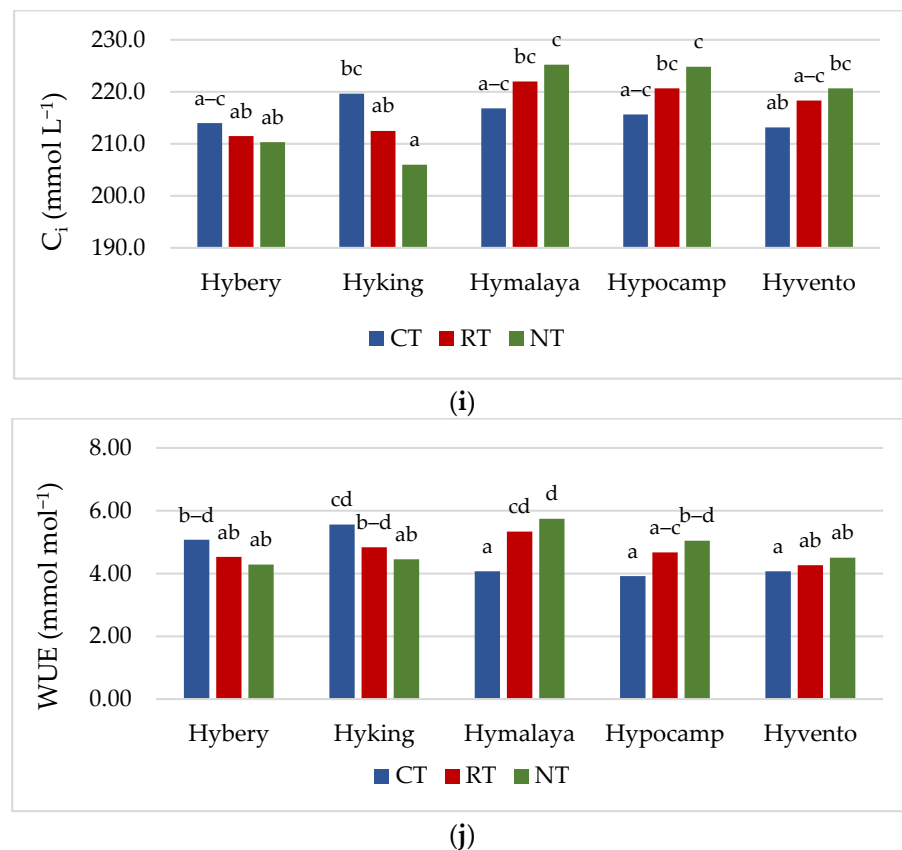 230.0
220.0
210.0
200.0
190.0
Cᵢ (mmol L⁻¹)
a–c ab ab bc ab a a–c bc c a–c bc c ab a–c bc
Hybery Hyking Hymalaya Hypocamp Hyvento
CT RT NT
(i)
8.00
6.00
4.00
2.00
0.00
WUE (mmol mol⁻¹)
b–d ab ab cd b–d ab a cd d a a–c b–d a ab ab
Hybery Hyking Hymalaya Hypocamp Hyvento
CT RT NT
(j)